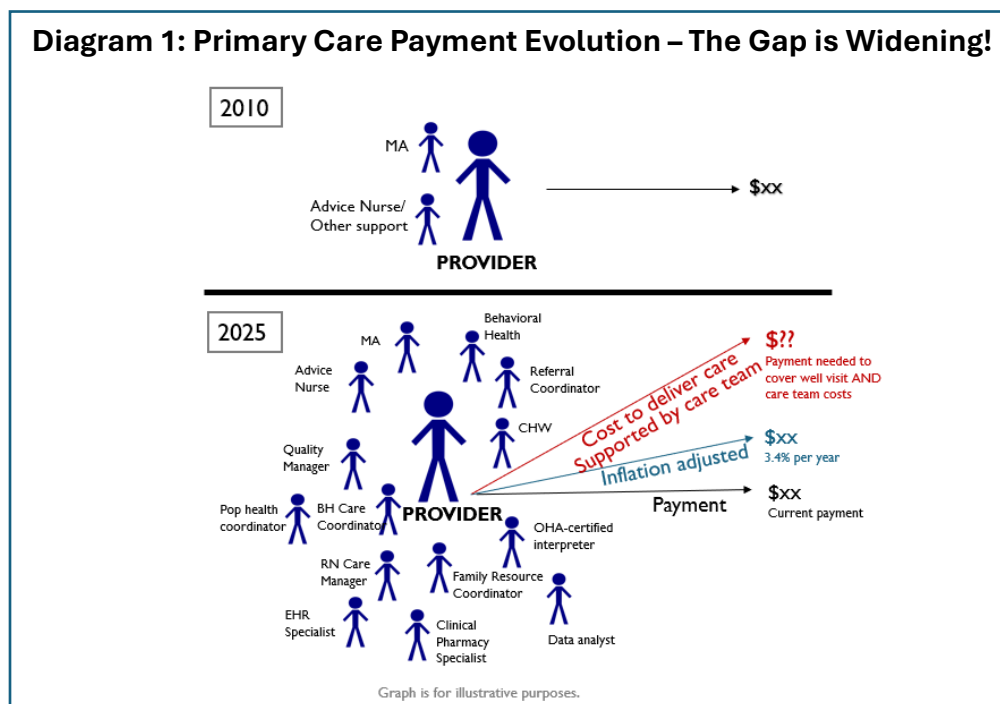 Diagram 1: Primary Care Payment Evolution – The Gap is Widening!
2010
MA
Advice Nurse/
Other support
PROVIDER
$xx
2025
MA
Behavioral
Health
Advice
Nurse
Referral
Coordinator
CHW
Quality
Manager
Pop health
coordinator
BH Care
Coordinator
PROVIDER
OHA-certified
interpreter
RN Care
Manager
Family Resource
Coordinator
EHR
Specialist
Clinical
Pharmacy
Specialist
Data analyst
Cost to deliver care
Supported by care team
$??
Payment needed to
cover well visit AND
care team costs
Inflation adjusted
$xx
3.4% per year
Payment
$xx
Current payment
Graph is for illustrative purposes.